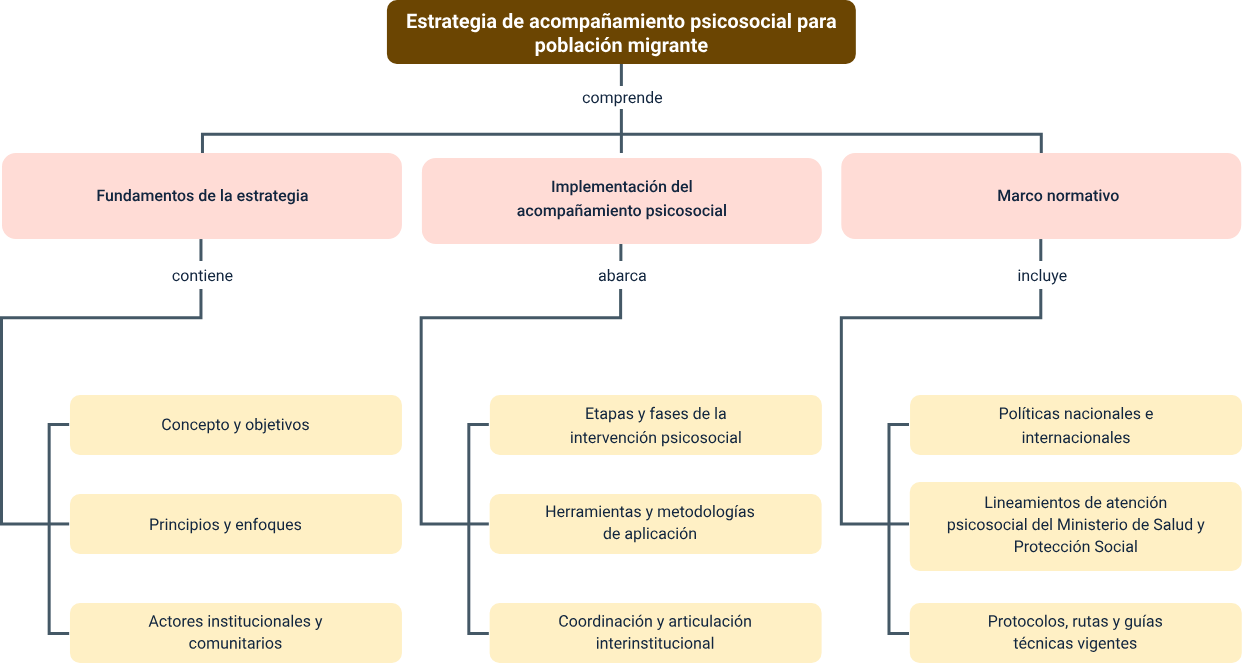 Estrategia de acompañamiento psicosocial para
población migrante
comprende
Fundamentos de la estrategia
Implementación del
acompañamiento psicosocial
Marco normativo
contiene
abarca
incluye
Concepto y objetivos
Principios y enfoques
Actores institucionales y
comunitarios
Etapas y fases de la
intervención psicosocial
Herramientas y metodologías
de aplicación
Coordinación y articulación
interinstitucional
Políticas nacionales e
internacionales
Lineamientos de atención
psicosocial del Ministerio de Salud y
Protección Social
Protocolos, rutas y guías
técnicas vigentes